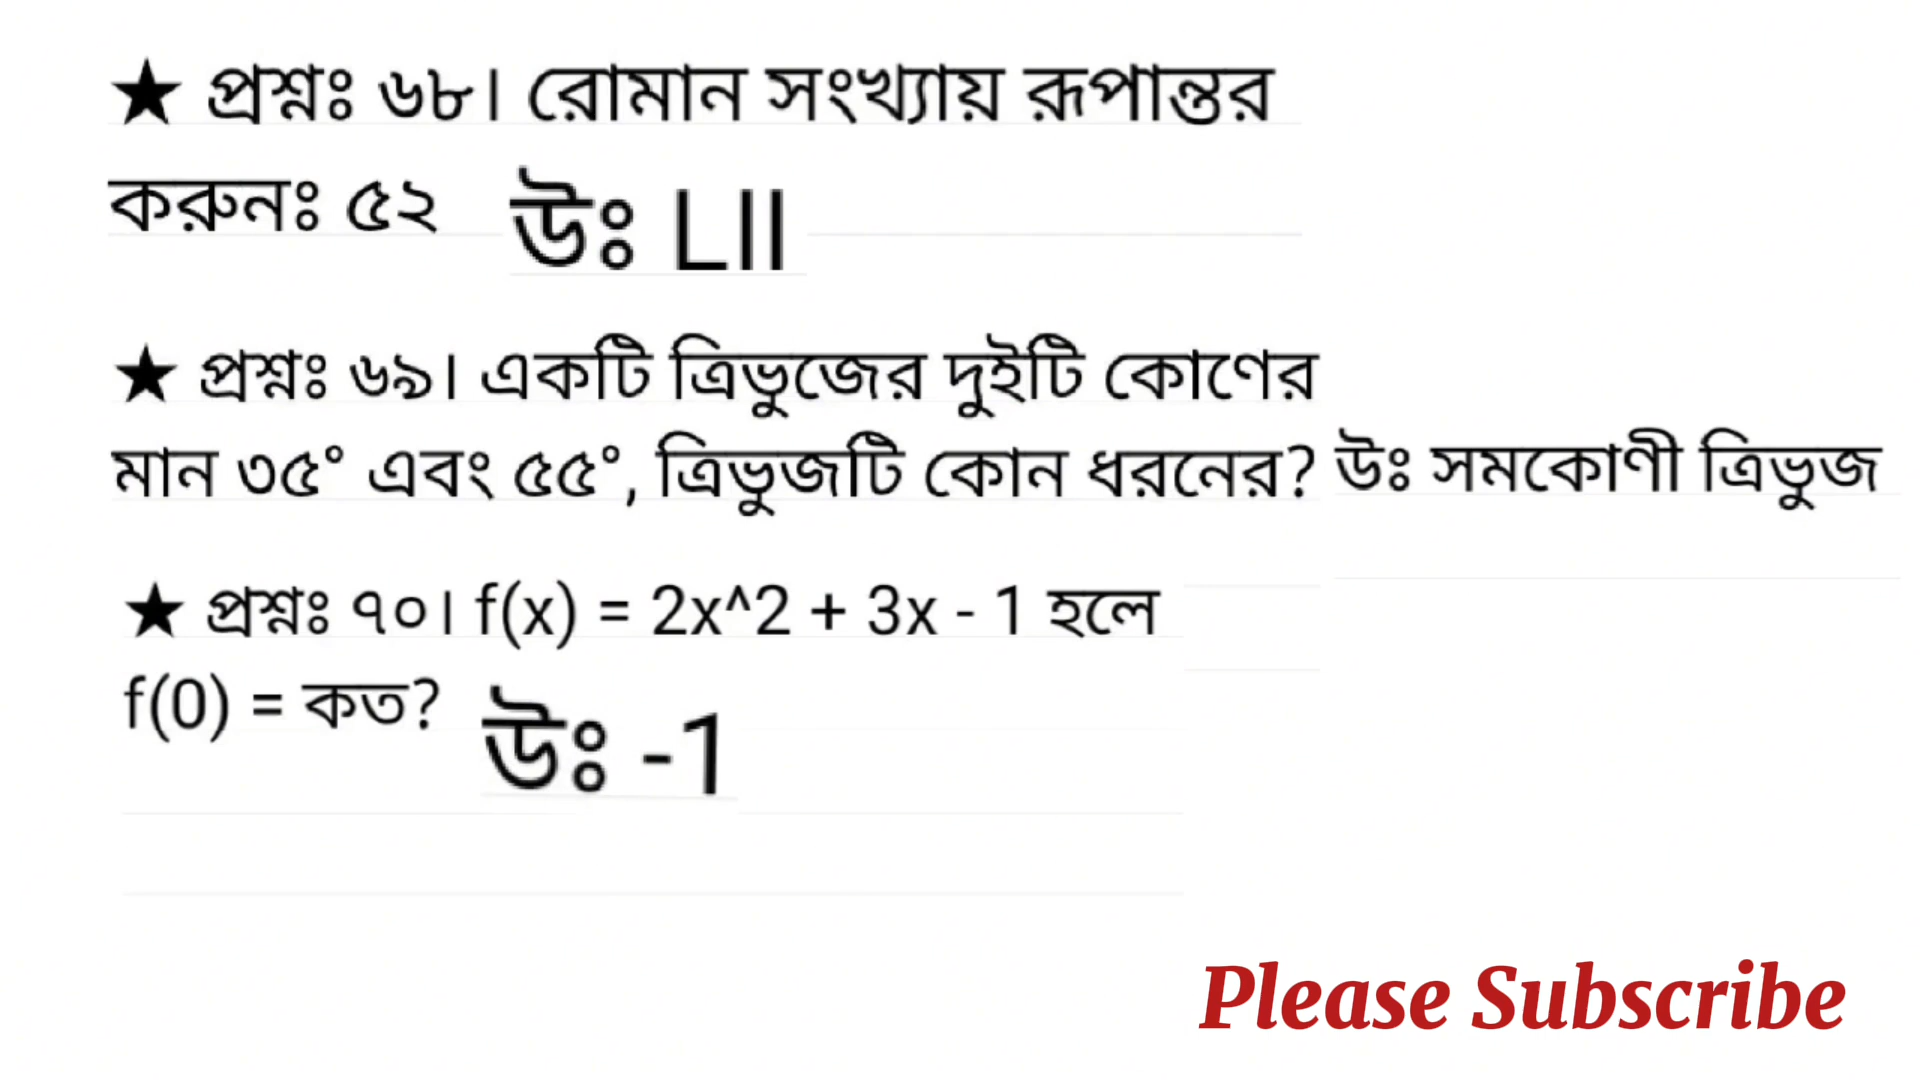 ★ প্রশ্নঃ ৬৮। রোমান সংখ্যায় রূপান্তর
করুনঃ ৫২ উঃ LII
★ প্রশ্নঃ ৬৯। একটি ত্রিভুজের দুইটি কোণের
মান ৩৫° এবং ৫৫°, ত্রিভুজটি কোন ধরনের? উঃ সমকোণী ত্রিভুজ
★ প্রশ্নঃ ৭০। f(x) = 2x^2 + 3x - 1 হলে
f(0) = কত? উঃ -1
Please Subscribe